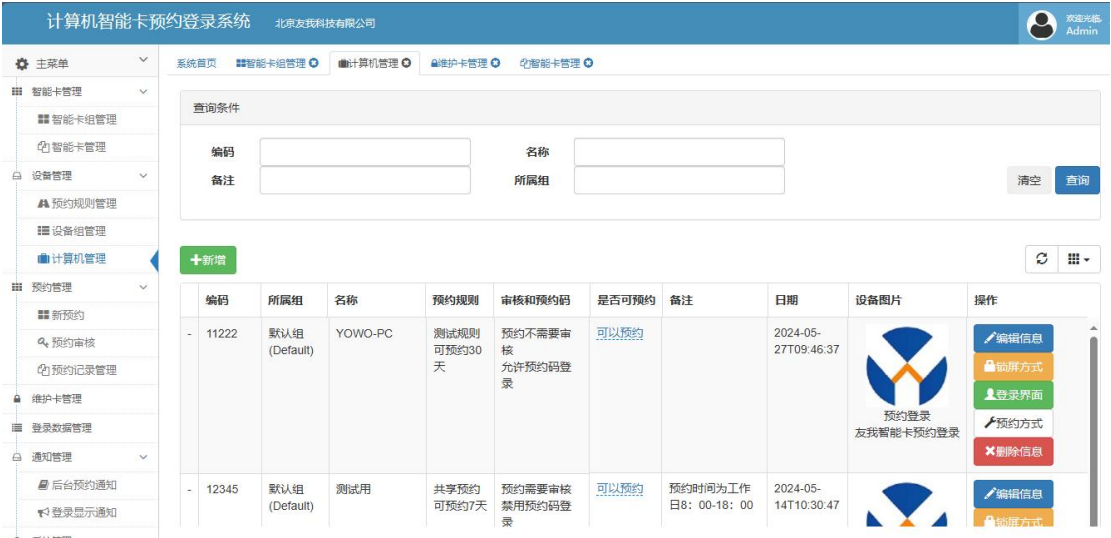 计算机智能卡预约登录系统 北京友我科技有限公司
欢迎光临,
Admin
主菜单
智能卡管理
智能卡组管理
智能卡管理
设备管理
预约规则管理
设备组管理
计算机管理
预约管理
新预约
预约审核
预约记录管理
维护卡管理
登录数据管理
通知管理
后台预约通知
登录显示通知
系统首页 智能卡组管理 计算机管理 维护卡管理 智能卡管理
查询条件
编码 名称
备注 所属组
清空 查询
新增
编码 所属组 名称 预约规则 审核和预约码 是否可预约 备注 日期 设备图片 操作
- 11222 默认组 YOWO-PC 测试规则 预约不需要审 可以预约 2024-05-
(Default) 可预约30 核 27T09:46:37
天 允许预约码登
录
预约登录
友我智能卡预约登录
编辑信息
锁屏方式
登录界面
预约方式
删除信息
- 12345 默认组 测试用 共享预约 预约需要审核 可以预约 预约时间为工作 2024-05-
(Default) 可预约7天 禁用预约码登 日8：00-18：00 14T10:30:47
录
编辑信息
锁屏方式